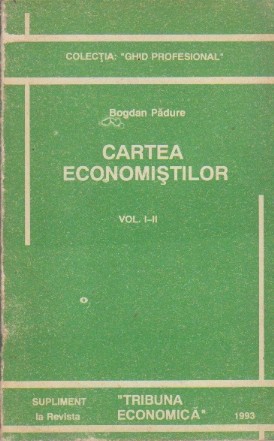 COLECȚIA: "GHID PROFESIONAL"
Bogdan Pădure
CARTEA
ECONOMIȘTILOR
VOL. I-II
SUPLIMENT
la Revista
"TRIBUNA
ECONOMICĂ"
1993